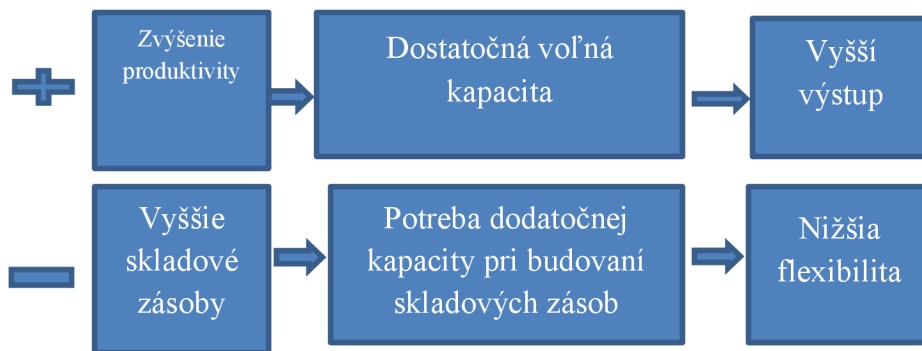 Zvýšenie
produktivity
Dostatočná voľná
kapacita
Vyšší
výstup
Vyššie
skladové
zásoby
Potreba dodatočnej
kapacity pri budovaní
skladových zásob
Nižšia
flexibilita